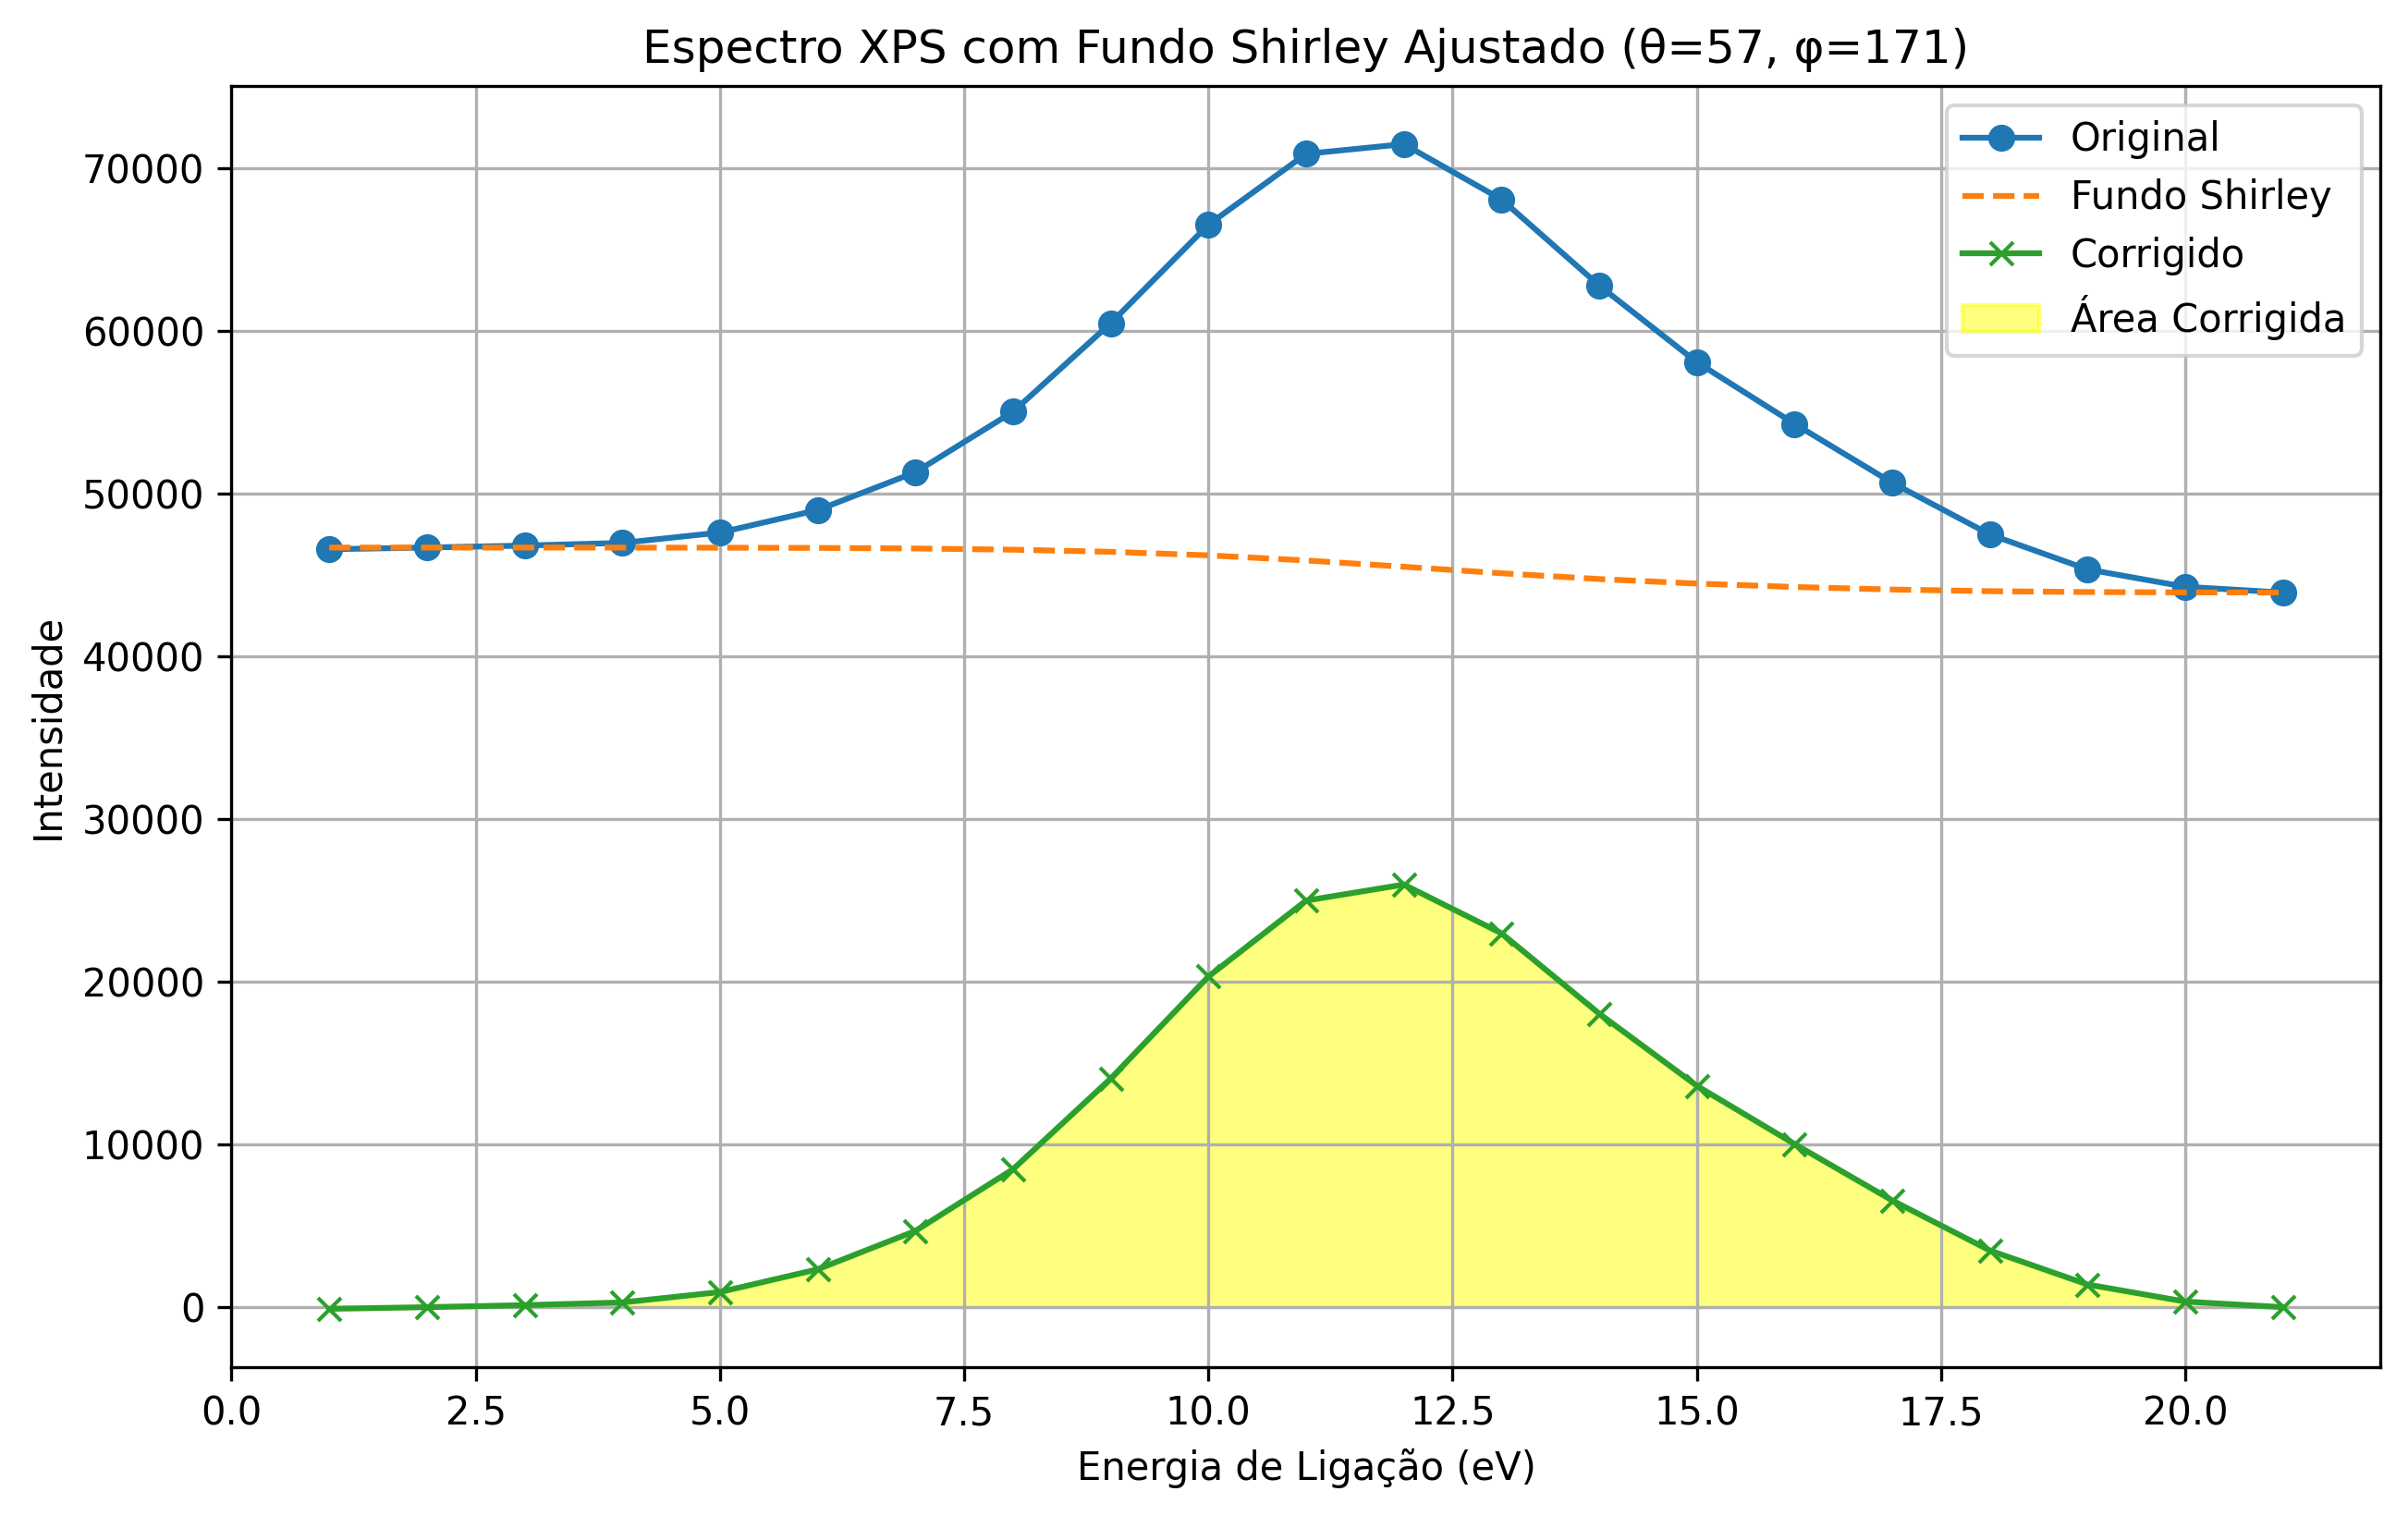 Espectro XPS com Fundo Shirley Ajustado (θ=57, φ=171)
Original
Fundo Shirley
Corrigido
Área Corrigida
Intensidade
70000
60000
50000
40000
30000
20000
10000
0
0.0 2.5 5.0 7.5 10.0 12.5 15.0 17.5 20.0
Energia de Ligação (eV)